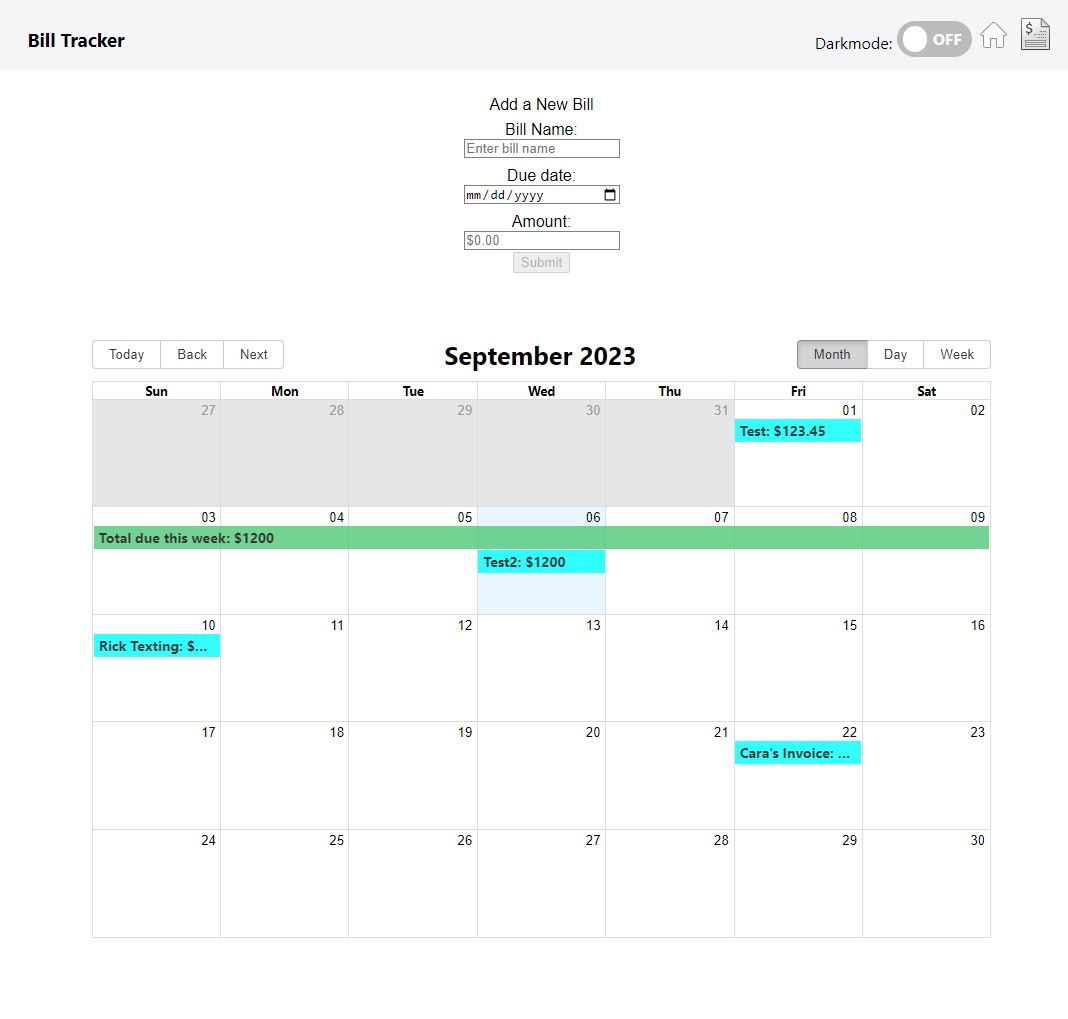 Bill Tracker
Darkmode: OFF
$
Add a New Bill
Bill Name:
Enter bill name
Due date:
mm/dd/yyyy
Amount:
$0.00
Submit
Today Back Next
September 2023
Month Day Week
Sun Mon Tue Wed Thu Fri Sat
27 28 29 30 31 01 02
Test: $123.45
03 04 05 06 07 08 09
Total due this week: $1200
Test2: $1200
10 11 12 13 14 15 16
Rick Texting: $...
17 18 19 20 21 22 23
Cara's Invoice: ...
24 25 26 27 28 29 30